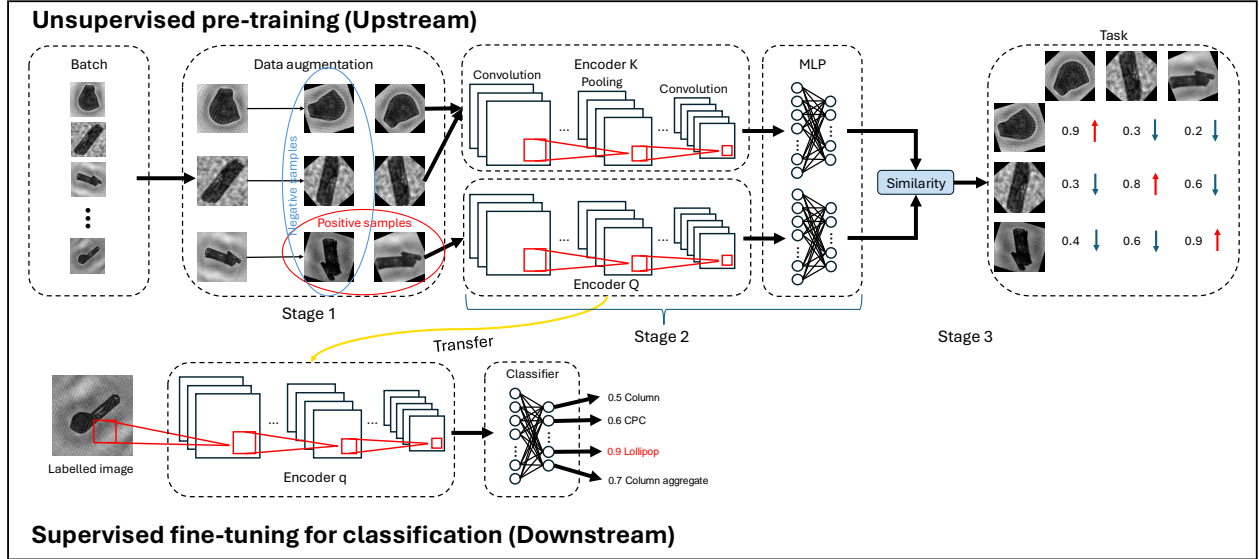 Unsupervised pre-training (Upstream)
Batch
Data augmentation
Negative samples
Positive samples
Stage 1
Encoder K
Convolution
Pooling
Convolution
...
...
...
...
Encoder Q
MLP
Stage 2
Similarity
Stage 3
Task
0.9 0.3 0.2
0.3 0.8 0.6
0.4 0.6 0.9
Transfer
Labelled image
...
...
Encoder q
Classifier
0.5 Column
0.6 CPC
0.9 Lollipop
0.7 Column aggregate
Supervised fine-tuning for classification (Downstream)